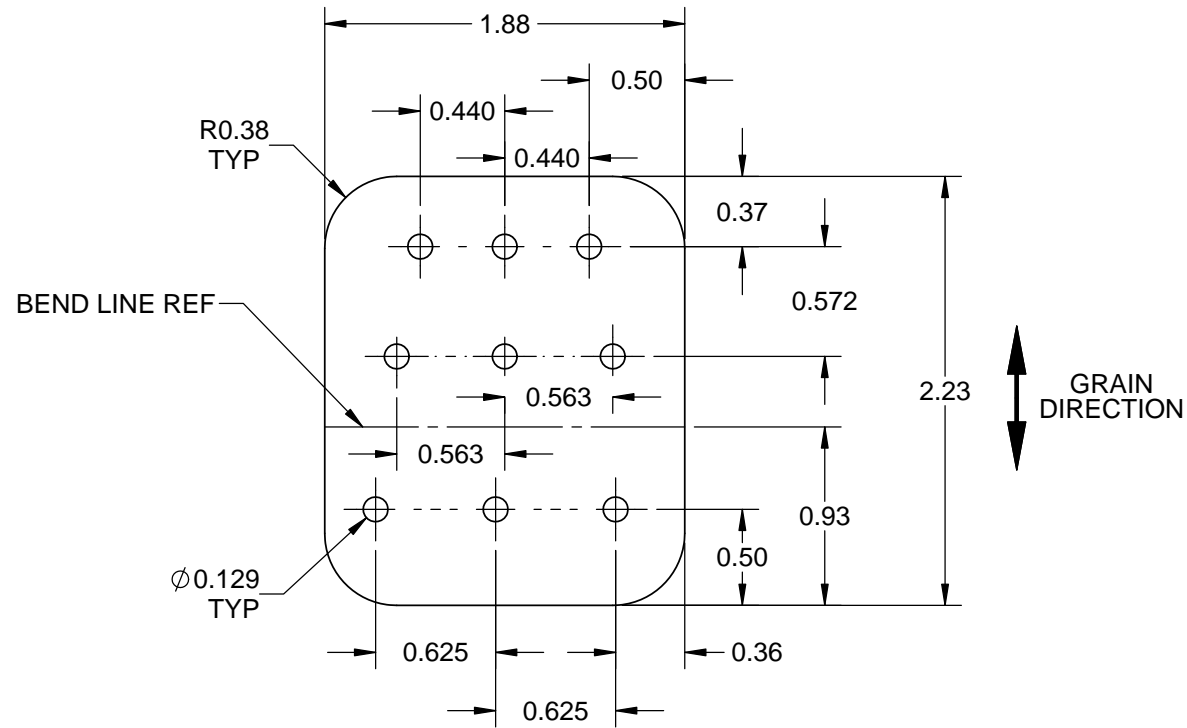 1.88
0.50
0.440
R0.38
TYP
0.440
0.37
BEND LINE REF
0.572
2.23
GRAIN
DIRECTION
0.563
0.563
0.93
0.50
∅0.129
TYP
0.625
0.36
0.625